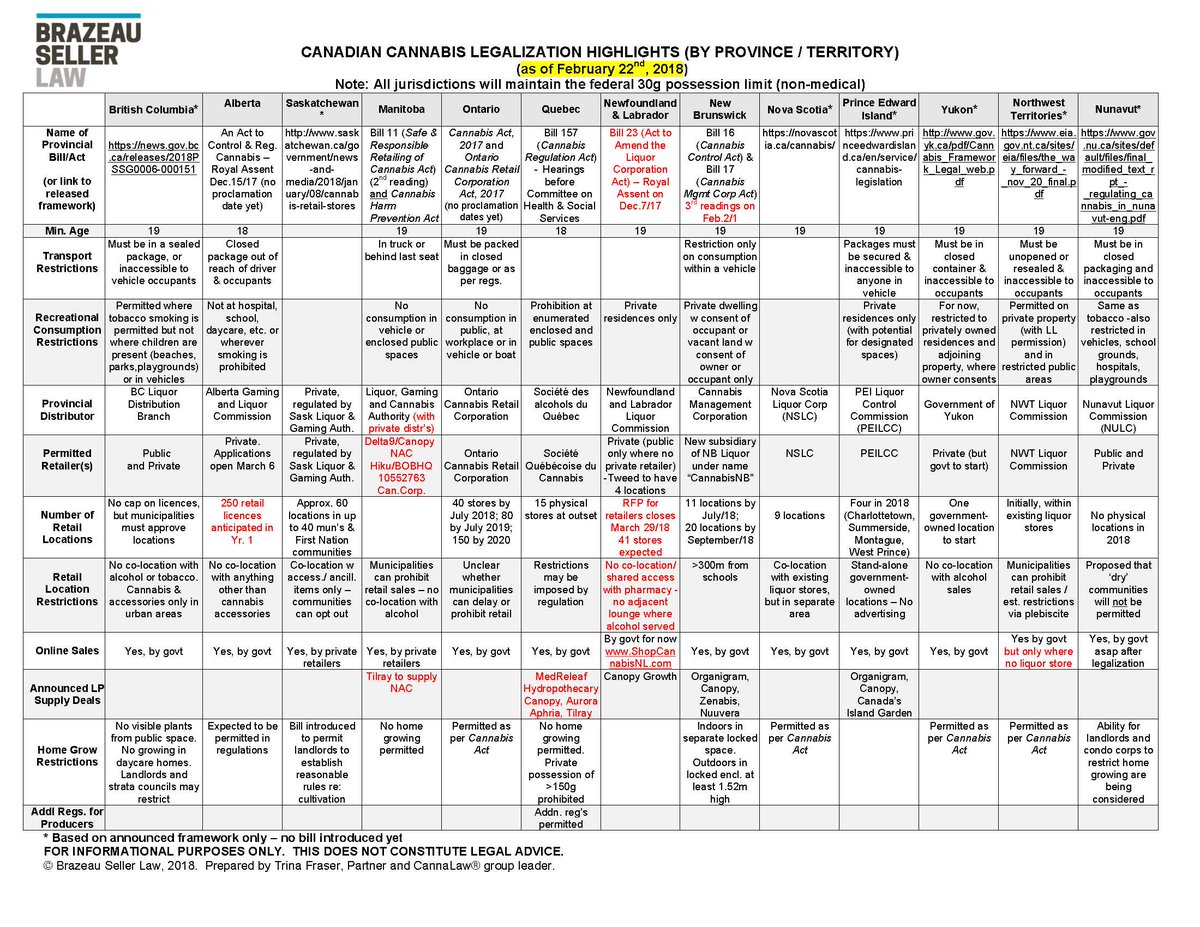 BRAZEAU
SELLER
LAW
CANADIAN CANNABIS LEGALIZATION HIGHLIGHTS (BY PROVINCE / TERRITORY)
(as of February 22nd, 2018)
Note: All jurisdictions will maintain the federal 30g possession limit (non-medical)
British Columbia*
Alberta
Saskatchewan
*
Manitoba
Ontario
Quebec
Newfoundland
& Labrador
New
Brunswick
Nova Scotia*
Prince Edward
Island*
Yukon*
Northwest
Territories*
Nunavut*
Name of
Provincial
Bill/Act
(or link to
released
framework)
https://news.gov.bc
.ca/releases/2018P
SSG0006-000151
An Act to
Control & Reg.
Cannabis –
Royal Assent
Dec.15/17 (no
proclamation
date yet)
http://www.sask
atchewan.ca/go
vernment/news
-and-
media/2018/jan
uary/08/cannab
is-retail-stores
Bill 11 (Safe &
Responsible
Retailing of
Cannabis Act)
(2nd reading)
and Cannabis
Harm
Prevention Act
Cannabis Act,
2017 and
Ontario
Cannabis Retail
Corporation
Act, 2017
(no proclamation
dates yet)
Bill 157
(Cannabis
Regulation Act)
- Hearings
before
Committee on
Health & Social
Services
Bill 23 (Act to
Amend the
Liquor
Corporation
Act) – Royal
Assent on
Dec.7/17
Bill 16
(Cannabis
Control Act) &
Bill 17
(Cannabis
Mgmt Corp Act)
3rd readings on
Feb.2/1
https://novascot
ia.ca/cannabis/
https://www.pri
nceedwardislan
d.ca/en/service/
cannabis-
legislation
http://www.gov.
yk.ca/pdf/Cann
abis_Framewor
k_Legal_web.p
df
https://www.eia.
gov.nt.ca/sites/
eia/files/the_wa
y_forward_-
_nov_20_final.p
df
https://www.gov
.nu.ca/sites/def
ault/files/final_
modified_text_r
pt_-
_regulating_ca
nnabis_in_nuna
vut-eng.pdf
Min. Age
19
18
19
19
18
19
19
19
19
19
19
19
Transport
Restrictions
Must be in a sealed
package, or
inaccessible to
vehicle occupants
Closed
package out of
reach of driver
& occupants
In truck or
behind last seat
Must be packed
in closed
baggage or as
per regs.
Restriction only
on consumption
within a vehicle
Packages must
be secured &
inaccessible to
anyone in
vehicle
Must be in
closed
container &
inaccessible to
occupants
Must be
unopened or
resealed &
inaccessible to
occupants
Must be in
closed
packaging and
inaccessible to
occupants
Recreational
Consumption
Restrictions
Permitted where
tobacco smoking is
permitted but not
where children are
present (beaches,
parks,playgrounds)
or in vehicles
Not at hospital,
school,
daycare, etc. or
wherever
smoking is
prohibited
No
consumption in
vehicle or
enclosed public
spaces
No
consumption in
public, at
workplace or in
vehicle or boat
Prohibition at
enumerated
enclosed and
public spaces
Private
residences only
Private dwelling
w consent of
occupant or
vacant land w
consent of
owner or
occupant only
Private
residences only
(with potential
for designated
spaces)
For now,
restricted to
privately owned
residences and
adjoining
property, where
owner consents
Permitted on
private property
(with LL
permission)
and in
restricted public
areas
Same as
tobacco -also
restricted in
vehicles, school
grounds,
hospitals,
playgrounds
Provincial
Distributor
BC Liquor
Distribution
Branch
Alberta Gaming
and Liquor
Commission
Private,
regulated by
Sask Liquor &
Gaming Auth.
Liquor, Gaming
and Cannabis
Authority (with
private distr's)
Ontario
Cannabis Retail
Corporation
Société des
alcohols du
Québec
Newfoundland
and Labrador
Liquor
Commission
Cannabis
Management
Corporation
Nova Scotia
Liquor Corp
(NSLC)
PEI Liquor
Control
Commission
(PEILCC)
Government of
Yukon
NWT Liquor
Commission
Nunavut Liquor
Commission
(NULC)
Permitted
Retailer(s)
Public
and Private
Private.
Applications
open March 6
Private,
regulated by
Sask Liquor &
Gaming Auth.
Delta9/Canopy
NAC
Hiku/BOBHQ
10552763
Can.Corp.
Ontario
Cannabis Retail
Corporation
Société
Québécoise du
Cannabis
Private (public
only where no
private retailer)
-Tweed to have
4 locations
New subsidiary
of NB Liquor
under name
“CannabisNB”
NSLC
PEILCC
Private (but
govt to start)
NWT Liquor
Commission
Public and
Private
Number of
Retail
Locations
No cap on licences,
but municipalities
must approve
locations
250 retail
licences
anticipated in
Yr. 1
Approx. 60
locations in up
to 40 mun's &
First Nation
communities
40 stores by
July 2018; 80
by July 2019;
150 by 2020
15 physical
stores at outset
RFP for
retailers closes
March 29/18
41 stores
expected
11 locations by
July/18;
20 locations by
September/18
9 locations
Four in 2018
(Charlottetown,
Summerside,
Montague,
West Prince)
One
government-
owned location
to start
Initially, within
existing liquor
stores
No physical
locations in
2018
Retail
Location
Restrictions
No co-location with
alcohol or tobacco.
Cannabis &
accessories only in
urban areas
No co-location
with anything
other than
cannabis
accessories
Co-location w
access./ ancill.
items only –
communities
can opt out
Municipalities
can prohibit
retail sales – no
co-location with
alcohol
Unclear
whether
municipalities
can delay or
prohibit retail
Restrictions
may be
imposed by
regulation
No co-location/
shared access
with pharmacy -
no adjacent
lounge where
alcohol served
>300m from
schools
Co-location
with existing
liquor stores,
but in separate
area
Stand-alone
government-
owned
locations – No
advertising
No co-location
with alcohol
sales
Municipalities
can prohibit
retail sales /
est. restrictions
via plebiscite
Proposed that
‘dry’
communities
will not be
permitted
Online Sales
Yes, by govt
Yes, by govt
Yes, by private
retailers
Yes, by private
retailers
Yes, by govt
Yes, by govt
By govt for now
www.ShopCan
nabisNL.com
Yes, by govt
Yes, by govt
Yes, by govt
Yes, by govt
Yes by govt
but only where
no liquor store
Yes, by govt
asap after
legalization
Announced LP
Supply Deals
Tilray to supply
NAC
MedReleaf
Hydropothecary
Canopy, Aurora
Aphria, Tilray
Canopy Growth
Organigram,
Canopy,
Zenabis,
Nuuvera
Organigram,
Canopy,
Canada's
Island Garden
Home Grow
Restrictions
No visible plants
from public space.
No growing in
daycare homes.
Landlords and
strata councils may
restrict
Expected to be
permitted in
regulations
Bill introduced
to permit
landlords to
establish
reasonable
rules re:
cultivation
No home
growing
permitted
Permitted as
per Cannabis
Act
No home
growing
permitted.
Private
possession of
>150g
prohibited
Indoors in
separate locked
space.
Outdoors in
locked encl. at
least 1.52m
high
Permitted as
per Cannabis
Act
Permitted as
per Cannabis
Act
Permitted as
per Cannabis
Act
Ability for
landlords and
condo corps to
restrict home
growing are
being
considered
Addl Regs. for
Producers
Addn. reg's
permitted
* Based on announced framework only – no bill introduced yet
FOR INFORMATIONAL PURPOSES ONLY. THIS DOES NOT CONSTITUTE LEGAL ADVICE.
© Brazeau Seller Law, 2018. Prepared by Trina Fraser, Partner and CannaLaw® group leader.